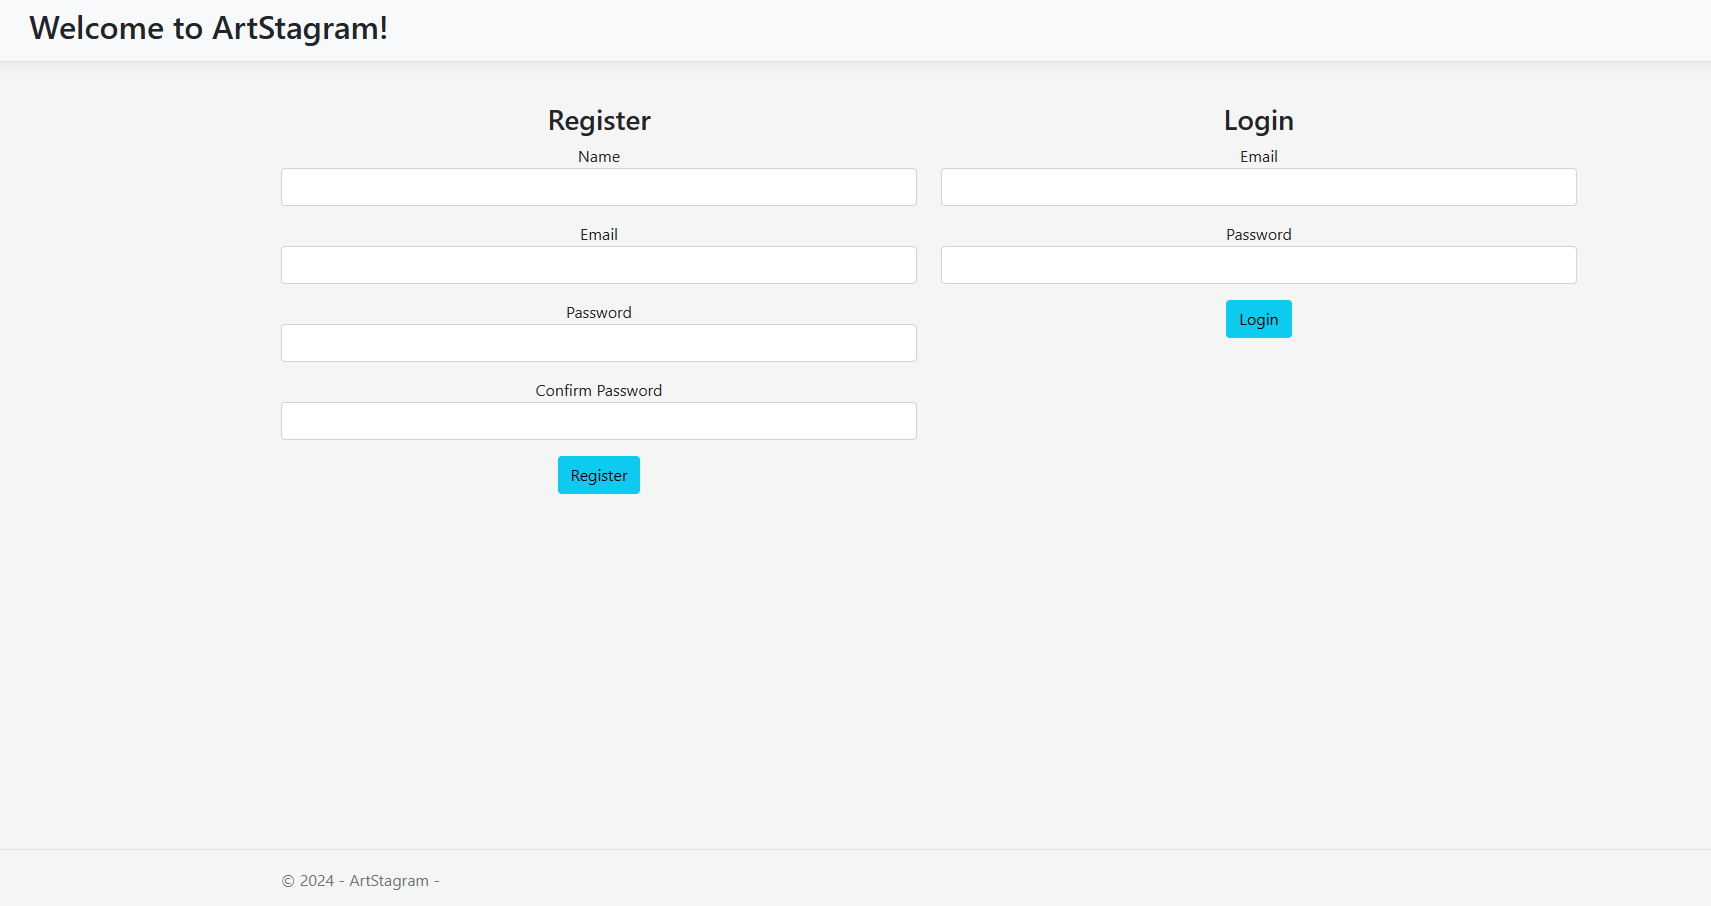 Welcome to ArtStagram!
Register
Name
Email
Password
Confirm Password
Register
Login
Email
Password
Login
© 2024 - ArtStagram -